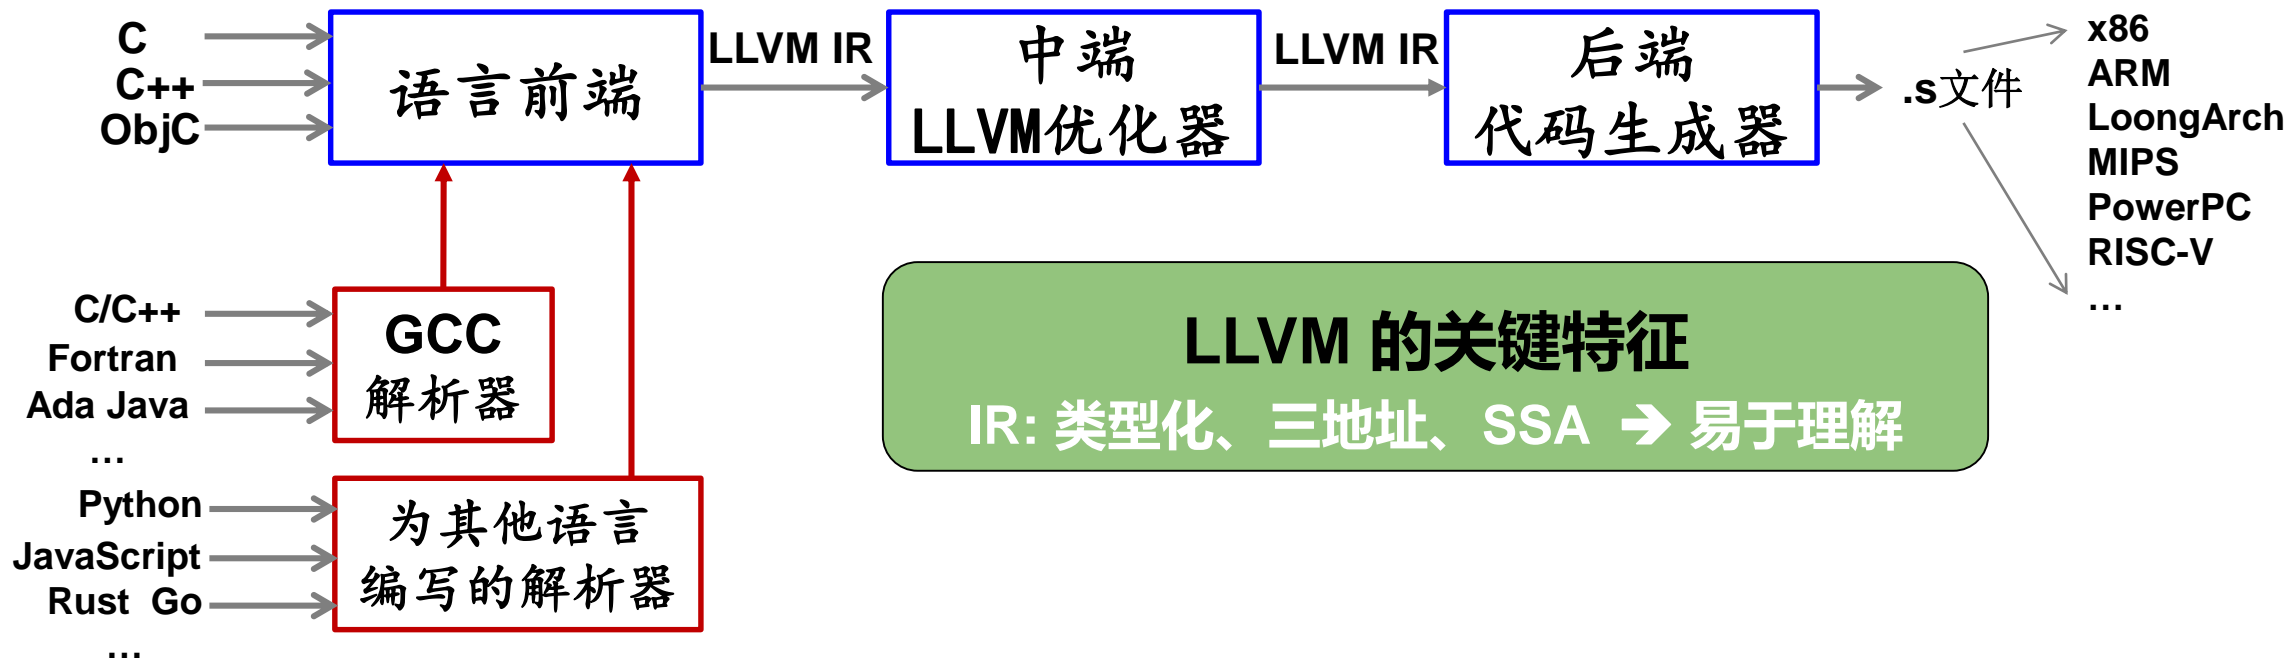 C
C++
ObjC
语言前端
LLVM IR
中端
LLVM优化器
LLVM IR
后端
代码生成器
.s文件
x86
ARM
LoongArch
MIPS
PowerPC
RISC-V
…
C/C++
Fortran
Ada Java
…
GCC
解析器
Python
JavaScript
Rust Go
…
为其他语言
编写的解析器
LLVM 的关键特征
IR: 类型化、三地址、SSA ➔ 易于理解